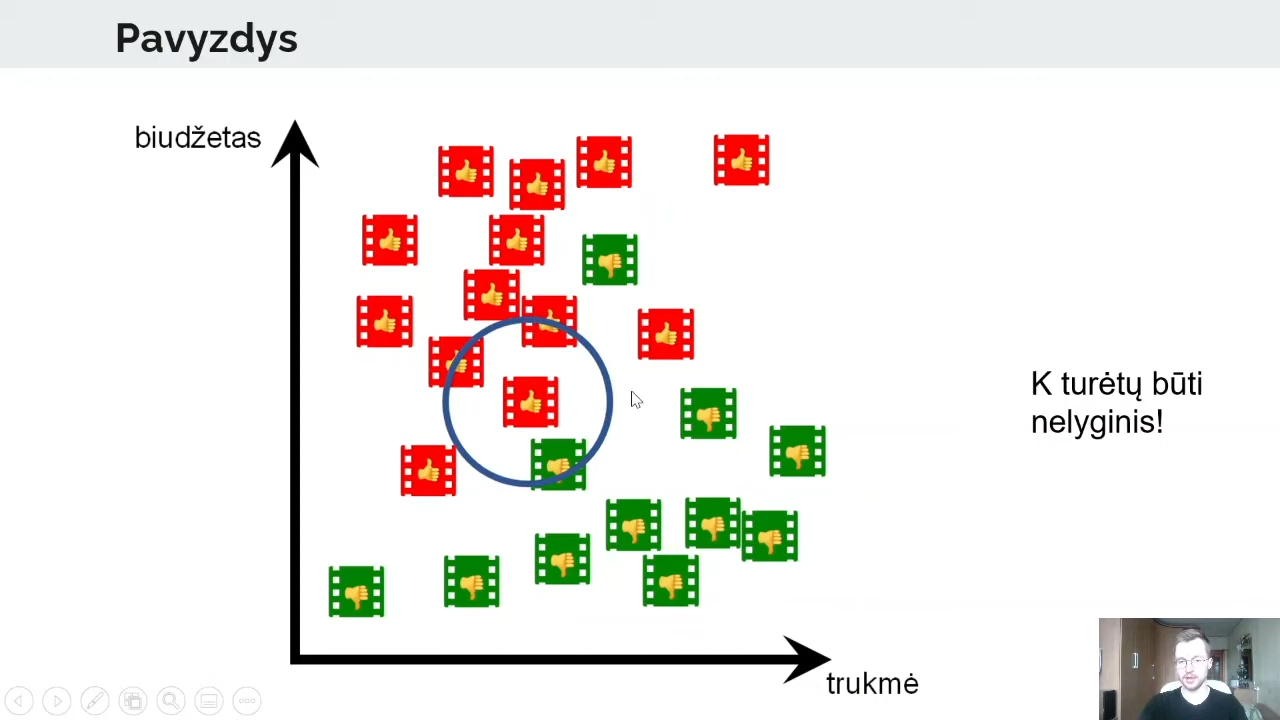 Pavyzdys
biudžetas
K turėtų būti
nelyginis!
trukmė